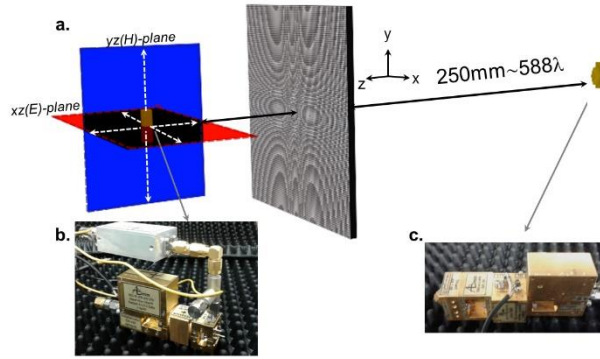 a.
yz(H)-plane
xz(E)-plane
y
z
x
250mm~588λ
b.
c.